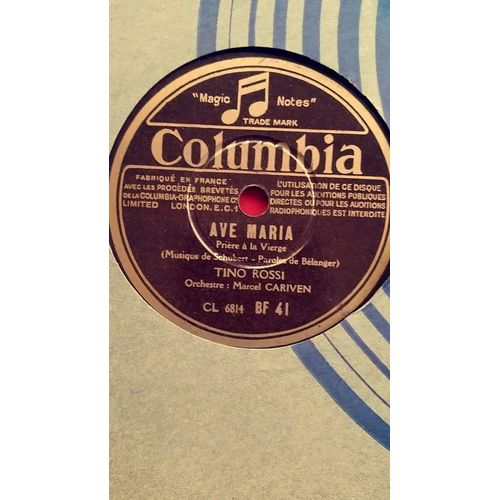 "Magic Notes"
TRADE MARK
Columbia
FABRIQUÉ EN FRANCE
AVEC LES PROCÉDÉS BREVETÉS
DE LA COLUMBIA-GRAPHOPHONE Cº
LIMITED LONDON. E.C.1
L'UTILISATION DE CE DISQUE
POUR LES AUDITIONS PUBLIQUES
DIRECTES OU POUR LES AUDITIONS
RADIOPHONIQUES EST INTERDITE
AVE MARIA
Prière à la Vierge
(Musique de Schubert - Paroles de Bélanger)
TINO ROSSI
Orchestre : Marcel CARIVEN
CL 6814 BF 41